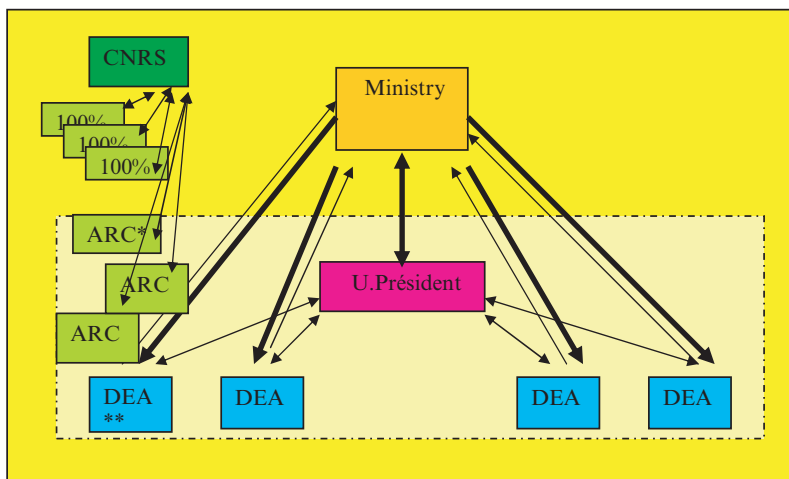 CNRS
Ministry
100%
100%
100%
ARC*
ARC
U.Président
ARC
DEA
**
DEA
DEA
DEA